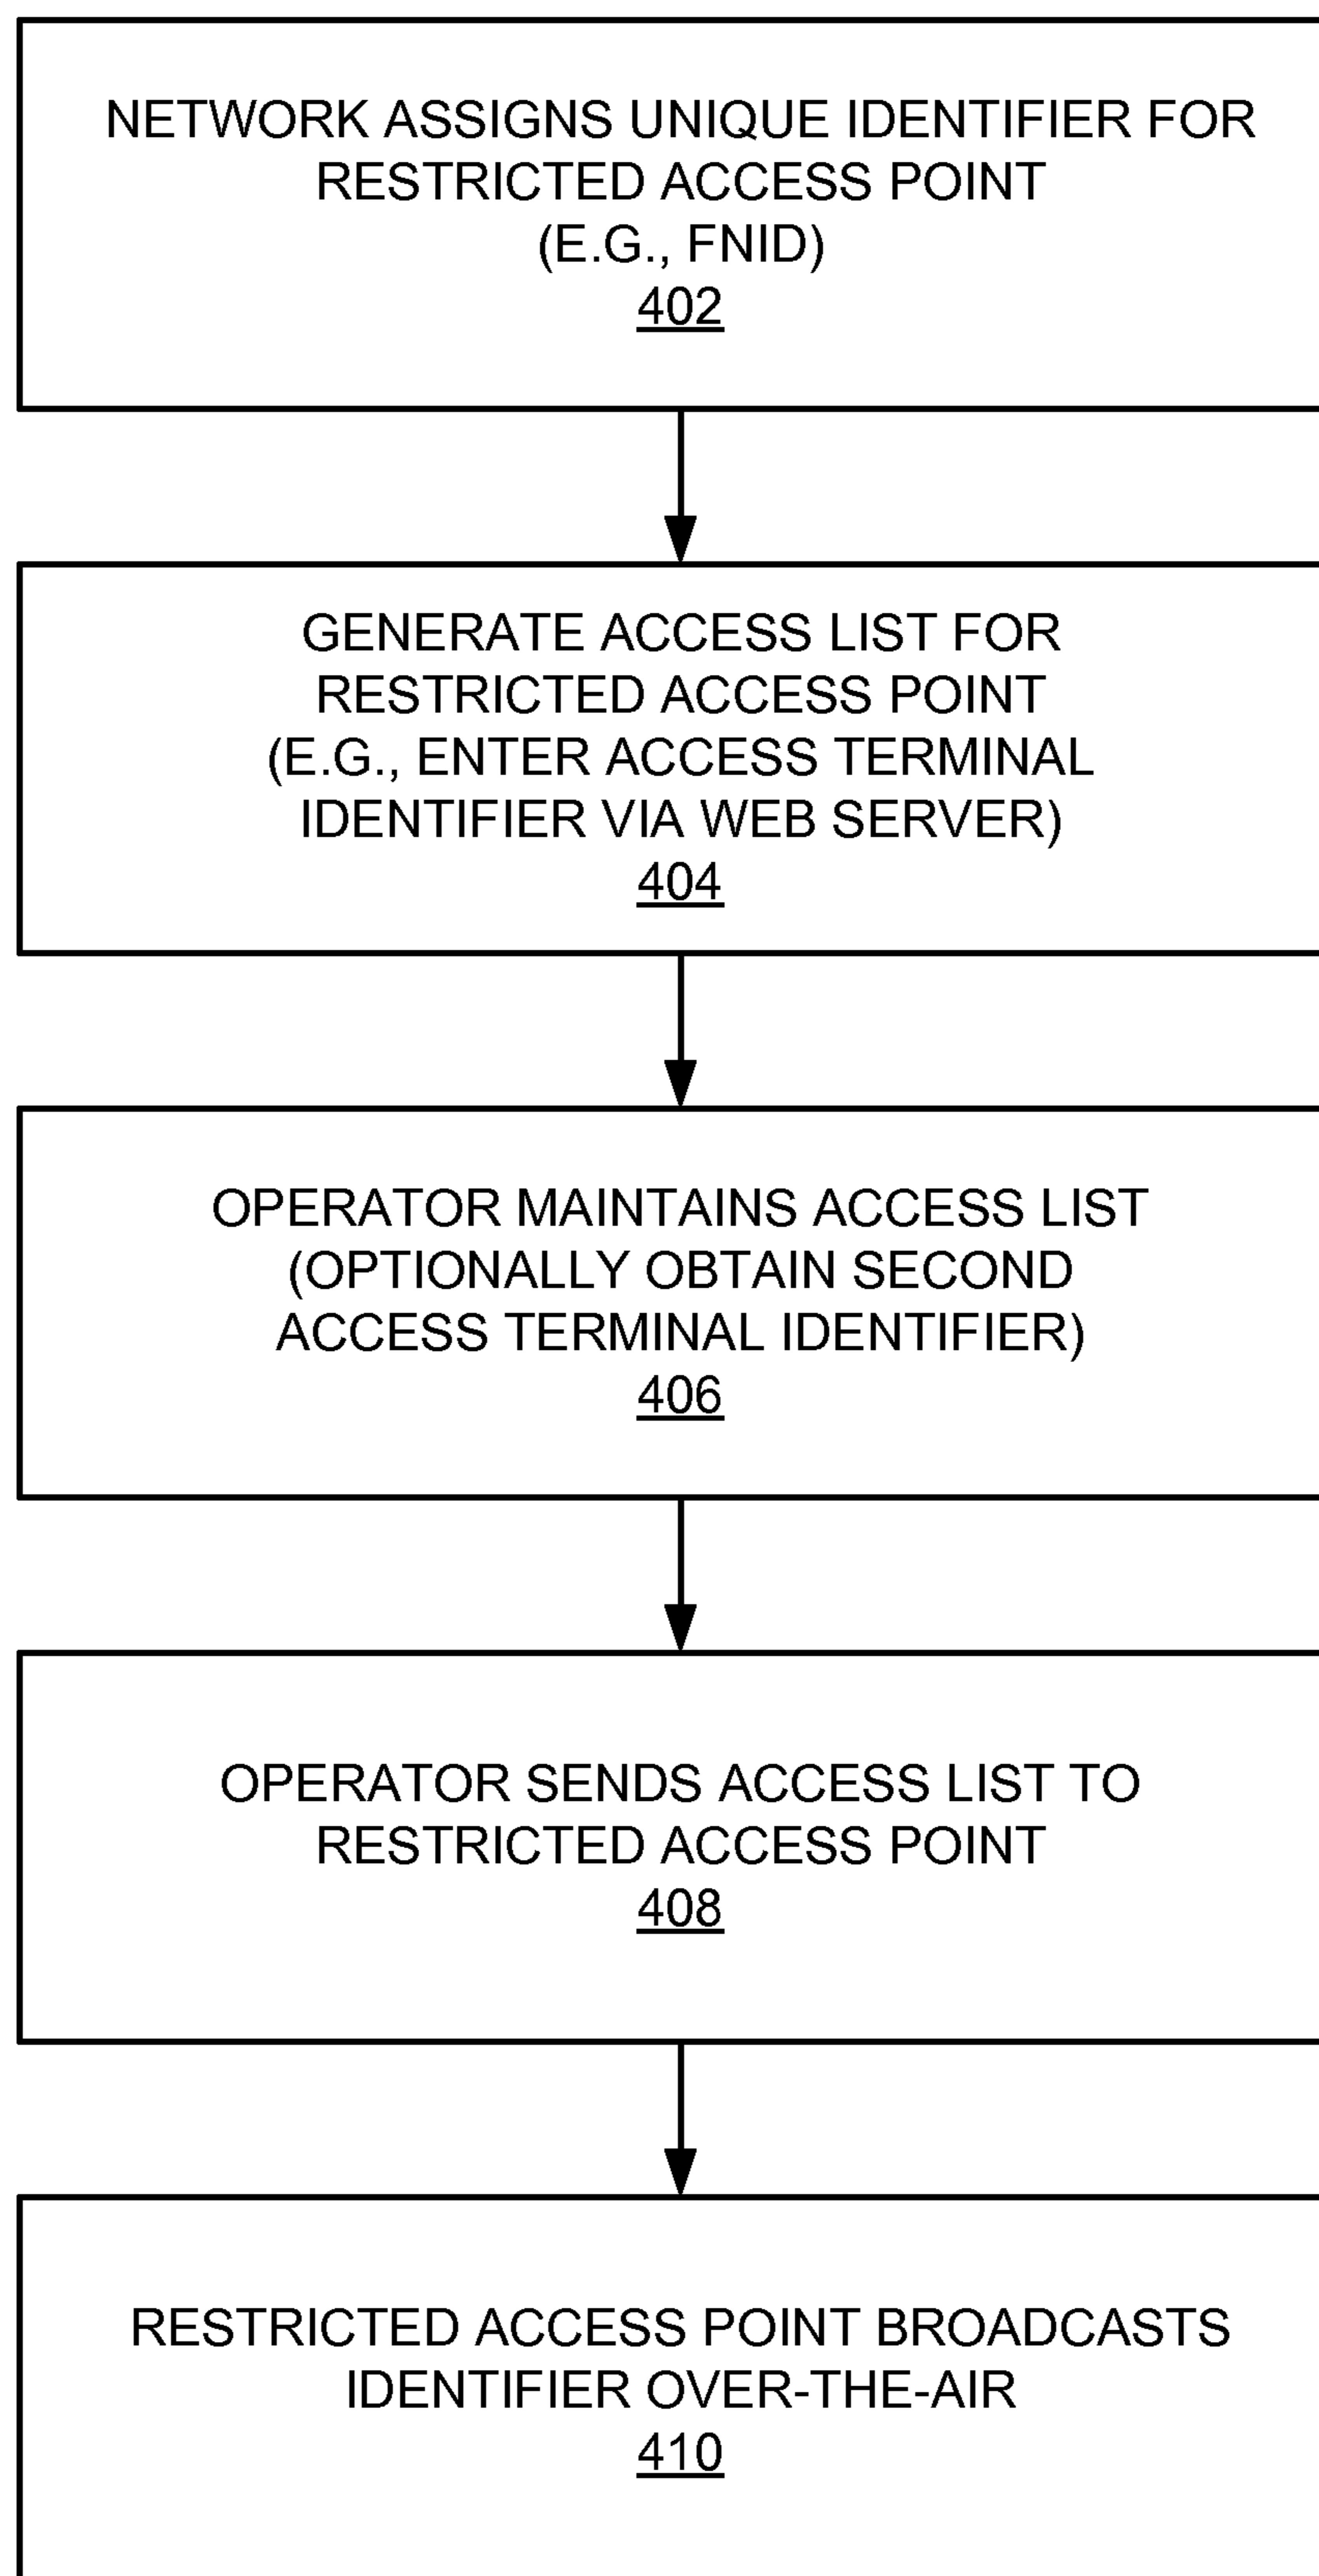 NETWORK ASSIGNS UNIQUE IDENTIFIER FOR
RESTRICTED ACCESS POINT
(E.G., FNID)
402
GENERATE ACCESS LIST FOR
RESTRICTED ACCESS POINT
(E.G., ENTER ACCESS TERMINAL
IDENTIFIER VIA WEB SERVER)
404
OPERATOR MAINTAINS ACCESS LIST
(OPTIONALLY OBTAIN SECOND
ACCESS TERMINAL IDENTIFIER)
406
OPERATOR SENDS ACCESS LIST TO
RESTRICTED ACCESS POINT
408
RESTRICTED ACCESS POINT BROADCASTS
IDENTIFIER OVER-THE-AIR
410